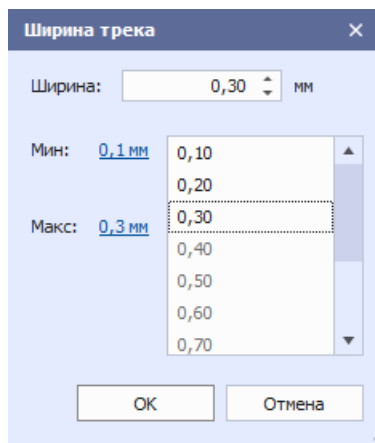 Ширина трека
Ширина: 0,30 мм
Мин: 0,1 мм
Макс: 0,3 мм
0,10
0,20
0,30
0,40
0,50
0,60
0,70
OK Отмена